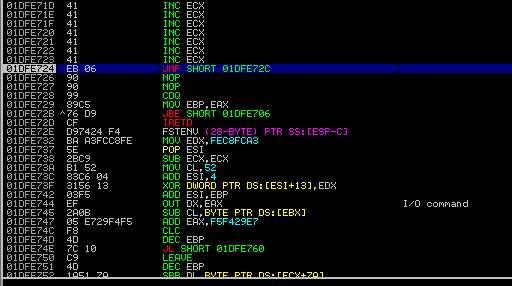 01DFE71D 41 INC ECX
01DFE71E 41 INC ECX
01DFE71F 41 INC ECX
01DFE720 41 INC ECX
01DFE721 41 INC ECX
01DFE722 41 INC ECX
01DFE723 41 INC ECX
01DFE724 EB 06 JMP SHORT 01DFE72C
01DFE726 90 NOP
01DFE727 90 NOP
01DFE728 99 CDQ
01DFE729 89C5 MOV EBP,EAX
01DFE72B ^76 D9 JBE SHORT 01DFE706
01DFE72D CF IRETD
01DFE72E D97424 F4 FSTENV (28-BYTE) PTR SS:[ESP-C]
01DFE732 BA A3FCC8FE MOV EDX,FEC8FCA3
01DFE737 5E POP ESI
01DFE738 2BC9 SUB ECX,ECX
01DFE73A B1 52 MOV CL,52
01DFE73C 83C6 04 ADD ESI,4
01DFE73F 3156 13 XOR DWORD PTR DS:[ESI+13],EDX
01DFE742 03F5 ADD ESI,EBP
01DFE744 EF OUT DX,EAX I/O command
01DFE745 2A0B SUB CL,BYTE PTR DS:[EBX]
01DFE747 05 E729F4F5 ADD EAX,F5F429E7
01DFE74C F8 CLC
01DFE74D 4D DEC EBP
01DFE74E 7C 10 JL SHORT 01DFE760
01DFE750 C9 LEAVE
01DFE751 4D DEC EBP
01DFE752 1A51 7A SBB DL,BYTE PTR DS:[ECX+7A]